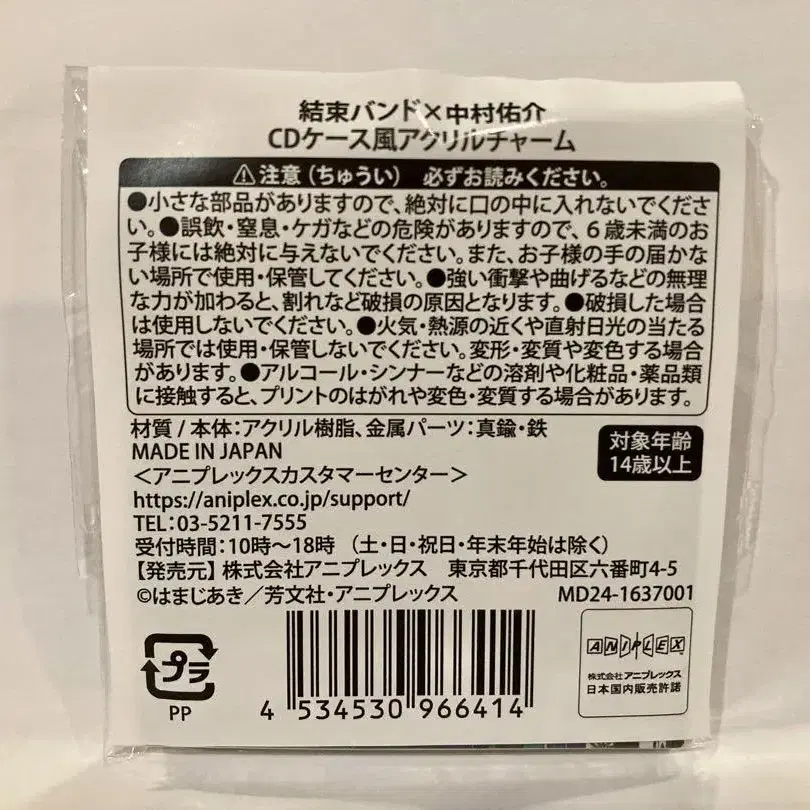 結束バンド×中村佑介
CDケース風アクリルチャーム
⚠注意（ちゅうい） 必ずお読みください。
●小さな部品がありますので、絶対に口の中に入れないでくださ
い。●誤飲・窒息・ケガなどの危険がありますので、6歳未満のお
子様には絶対に与えないでください。また、お子様の手の届かな
い場所で使用・保管してください。●強い衝撃や曲げるなどの無理
な力が加わると、割れなど破損の原因となります。●破損した場合
は使用しないでください。●火気・熱源の近くや直射日光の当たる
場所では使用・保管しないでください。変形・変質や変色する場合
があります。●アルコール・シンナーなどの溶剤や化粧品・薬品類
に接触すると、プリントのはがれや変色・変質する場合があります。
材質 / 本体：アクリル樹脂、金属パーツ：真鍮・鉄
MADE IN JAPAN
対象年齢
14歳以上
＜アニプレックスカスタマーセンター＞
https://aniplex.co.jp/support/
TEL：03-5211-7555
受付時間：10時～18時 （土・日・祝日・年末年始は除く）
【発売元】株式会社アニプレックス 東京都千代田区六番町4-5
©はまじあき／芳文社・アニプレックス MD24-1637001
プラ
PP
4 534530 966414
ANIPLEX
株式会社 アニプレックス
日本国内販売許諾